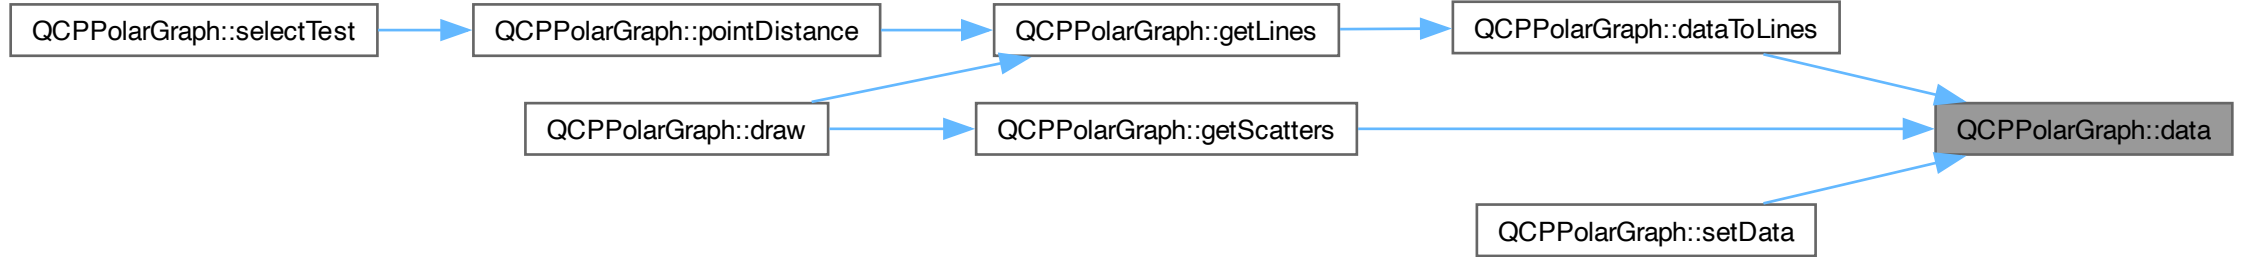 QCPPolarGraph::selectTest
QCPPolarGraph::pointDistance
QCPPolarGraph::getLines
QCPPolarGraph::dataToLines
QCPPolarGraph::draw
QCPPolarGraph::getScatters
QCPPolarGraph::data
QCPPolarGraph::setData